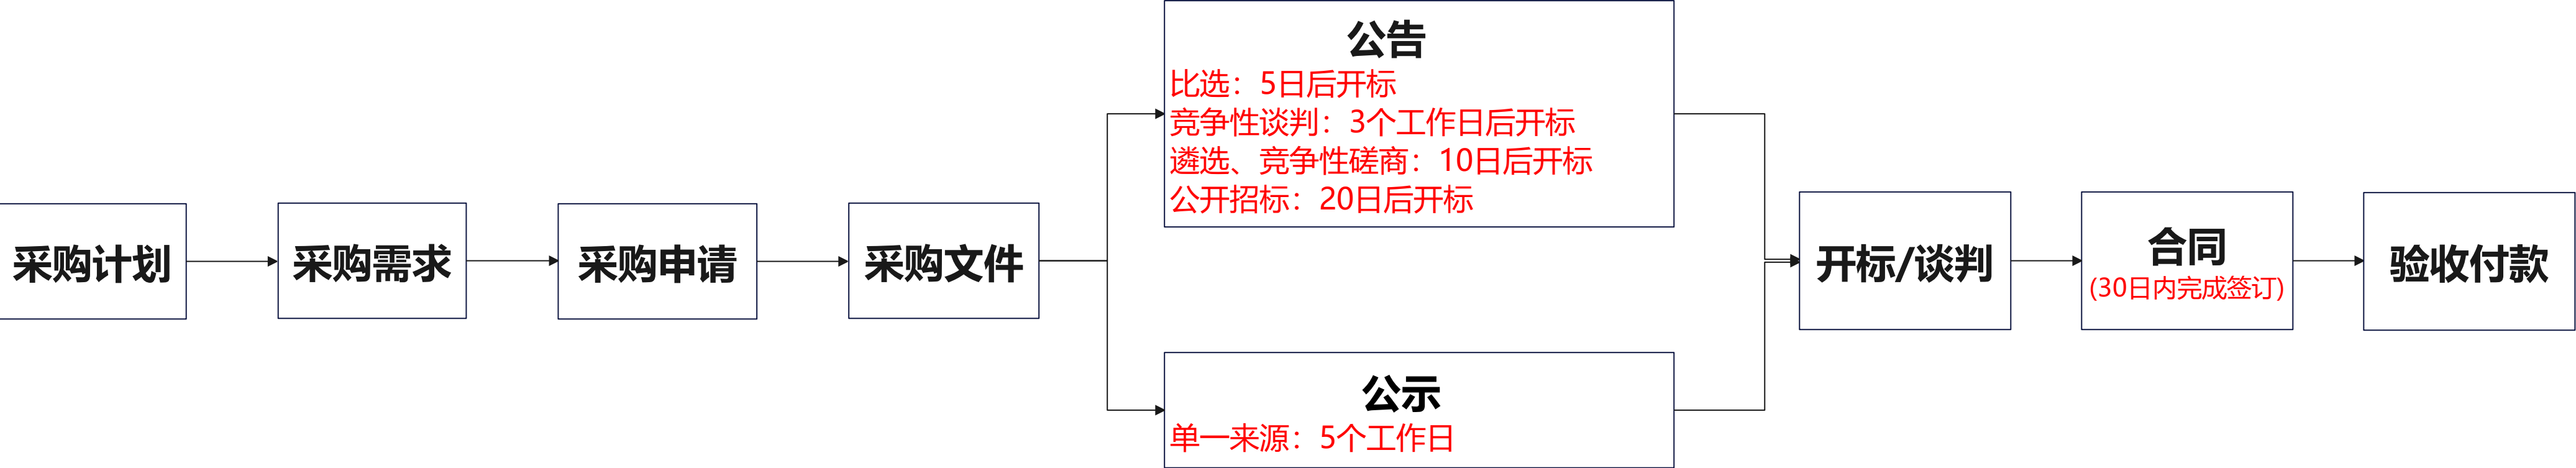 采购计划
采购需求
采购申请
采购文件
公告
比选：5日后开标
竞争性谈判：3个工作日后开标
遴选、竞争性磋商：10日后开标
公开招标：20日后开标
公示
单一来源：5个工作日
开标/谈判
合同
(30日内完成签订)
验收付款